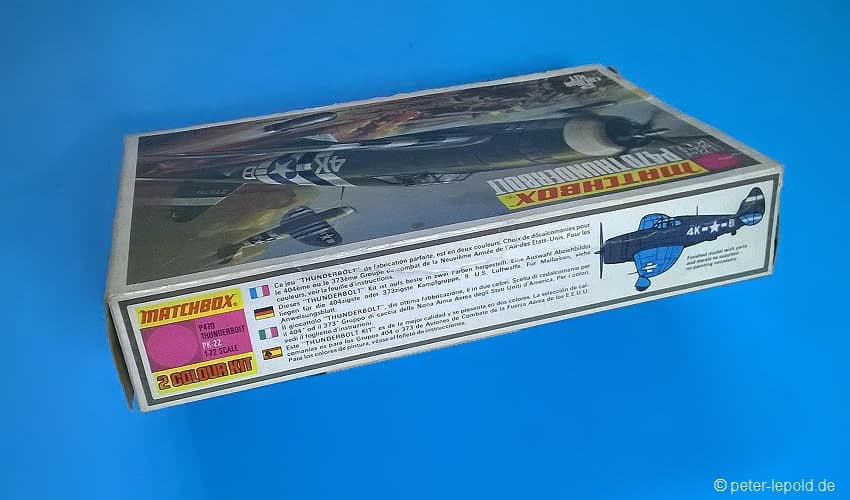 MATCHBOX
P47D THUNDERBOLT
MATCHBOX
P47D
THUNDERBOLT
PK-22
1·72 SCALE
2 COLOUR KIT
Ce jeu "THUNDERBOLT" de fabrication parfaite, est en deux couleurs. Choix de décalcomanies pour
le 404ème ou le 373ème Groupe de combat de la Neuvième Armée de l'Air des Etats-Unis. Pour les
couleurs, voir la feuille d'instructions.
Dieses "THUNDERBOLT" Kit ist aufs beste in zwei Farben hergestellt. Eine Auswahl Abziehbilder
liegen für die 404zigste oder 373zigste Kampfgruppe, 9. U.S. Luftwaffe. Für Mallarbon, siehe
Anweisungsblatt.
Il giocattolo "THUNDERBOLT", die ottima fabbricazione, è in due colori. Scelta di decalcomanie per
il 404° od il 373° Gruppo di caccia della Nona Arma Aerea degli Stati Uniti d'America. Per i colori,
vedi il foglietto d'instruzioni.
Este "THUNDERBOLT KIT" es de la mejor calidad y se presenta en dos colores. La selección de cal-
comanías es para los Grupos 404 o 373 de Aviones de Combate de la Fuerza Aérea de los E.E.U.U.
Para los colores de pintura, véase el folleto de instrucciones.
4K B
Finished model with parts
and decals as supplied -
no painting necessary
4K
B
© peter-lepold.de